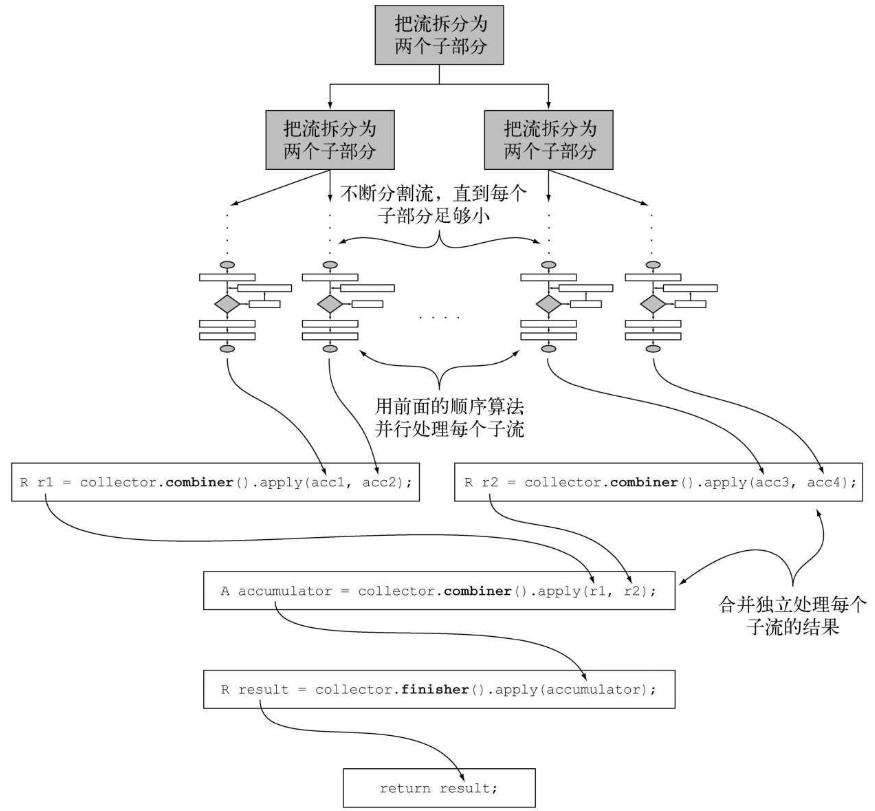 把流拆分为
两个子部分
把流拆分为
两个子部分
把流拆分为
两个子部分
不断分割流，直到每个
子部分足够小
用前面的顺序算法
并行处理每个子流
R r1 = collector.combiner().apply(acc1, acc2);
R r2 = collector.combiner().apply(acc3, acc4);
A accumulator = collector.combiner().apply(r1, r2);
合并独立处理每个
子流的结果
R result = collector.finisher().apply(accumulator);
return result;